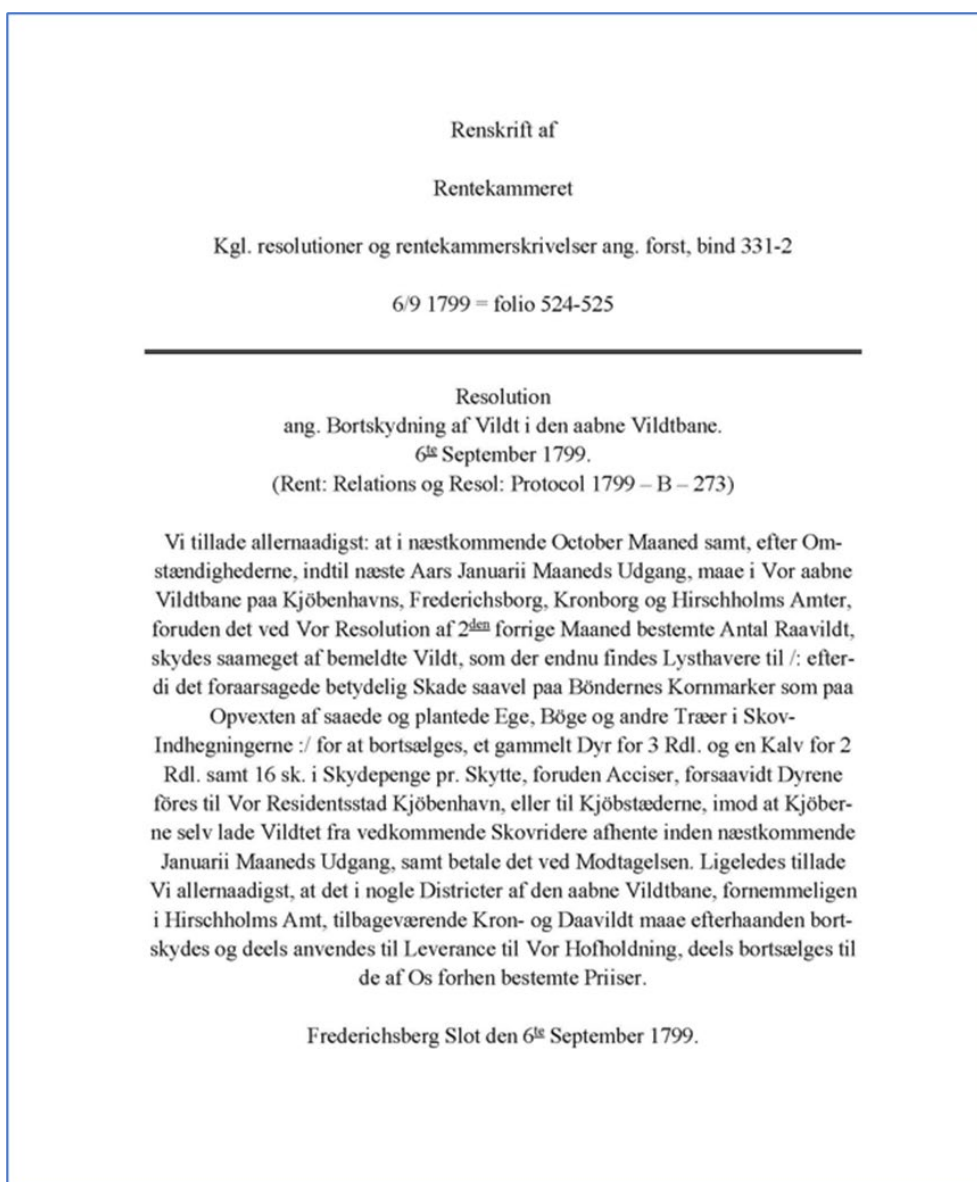 Renskrift af
Rentekammeret
Kgl. resolutioner og rentekammerskrivelser ang. forst, bind 331-2
6/9 1799 = folio 524-525
Resolution
ang. Bortskydning af Vildt i den aabne Vildtbane.
6te September 1799.
(Rent: Relations og Resol: Protocol 1799 – B – 273)
Vi tillade allernaadigst: at i næstkommende October Maaned samt, efter Om-
stændighederne, indtil næste Aars Januarii Maaneds Udgang, maae i Vor aabne
Vildtbane paa Kjöbenhavns, Frederichsborg, Kronborg og Hirschholms Amter,
foruden det ved Vor Resolution af 2den forrige Maaned bestemte Antal Raavildt,
skydes saameget af bemeldte Vildt, som der endnu findes Lysthavere til /: efter-
di det foraarsagede betydelig Skade saavel paa Böndernes Kornmarker som paa
Opvexten af saaede og plantede Ege, Böge og andre Træer i Skov-
Indhegningerne :/ for at bortsælges, et gammelt Dyr for 3 Rdl. og en Kalv for 2
Rdl. samt 16 sk. i Skydepenge pr. Skytte, foruden Acciser, forsaavidt Dyrene
föres til Vor Residentsstad Kjöbenhavn, eller til Kjöbstæderne, imod at Kjöber-
ne selv lade Vildtet fra vedkommende Skovridere afhente inden næstkommende
Januarii Maaneds Udgang, samt betale det ved Modtagelsen. Ligeledes tillade
Vi allernaadigst, at det i nogle Districter af den aabne Vildtbane, fornemmeligen
i Hirschholms Amt, tilbageværende Kron- og Daavildt maae efterhaanden bort-
skydes og deels anvendes til Leverance til Vor Hofholdning, deels bortsælges til
de af Os forhen bestemte Priiser.
Frederichsberg Slot den 6te September 1799.